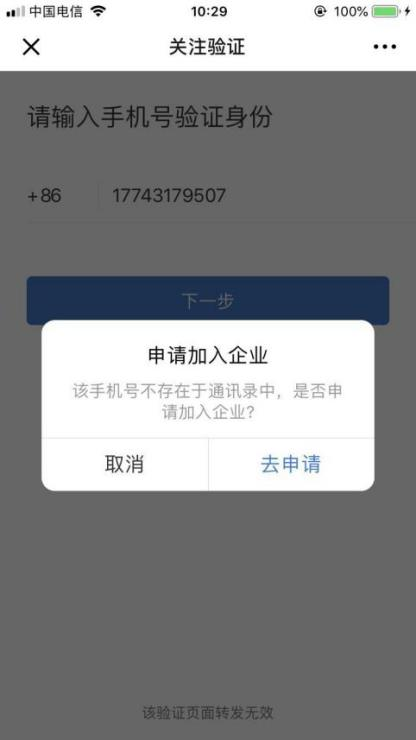 中国电信
10:29
100%
关注验证
请输入手机号验证身份
+86
17743179507
下一步
申请加入企业
该手机号不存在于通讯录中，是否申
请加入企业？
取消
去申请
该验证页面转发无效